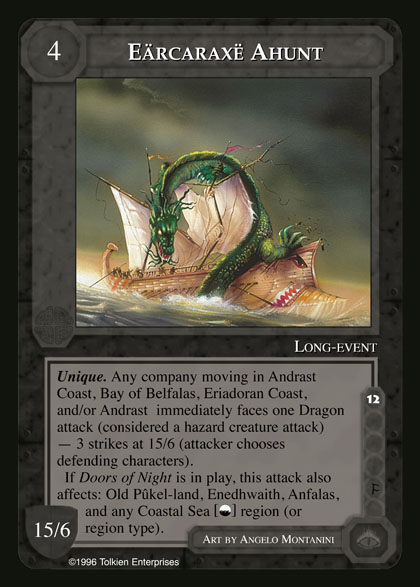 4
EÄRCARAXË AHUNT
LONG-EVENT
Unique. Any company moving in Andrast
Coast, Bay of Belfalas, Eriadoran Coast,
and/or Andrast immediately faces one Dragon
attack (considered a hazard creature attack)
— 3 strikes at 15/6 (attacker chooses
defending characters).
If Doors of Night is in play, this attack also
affects: Old Pûkel-land, Enedhwaith, Anfalas,
and any Coastal Sea [] region (or
region type).
12
15/6
ART BY ANGELO MONTANINI
©1996 Tolkien Enterprises